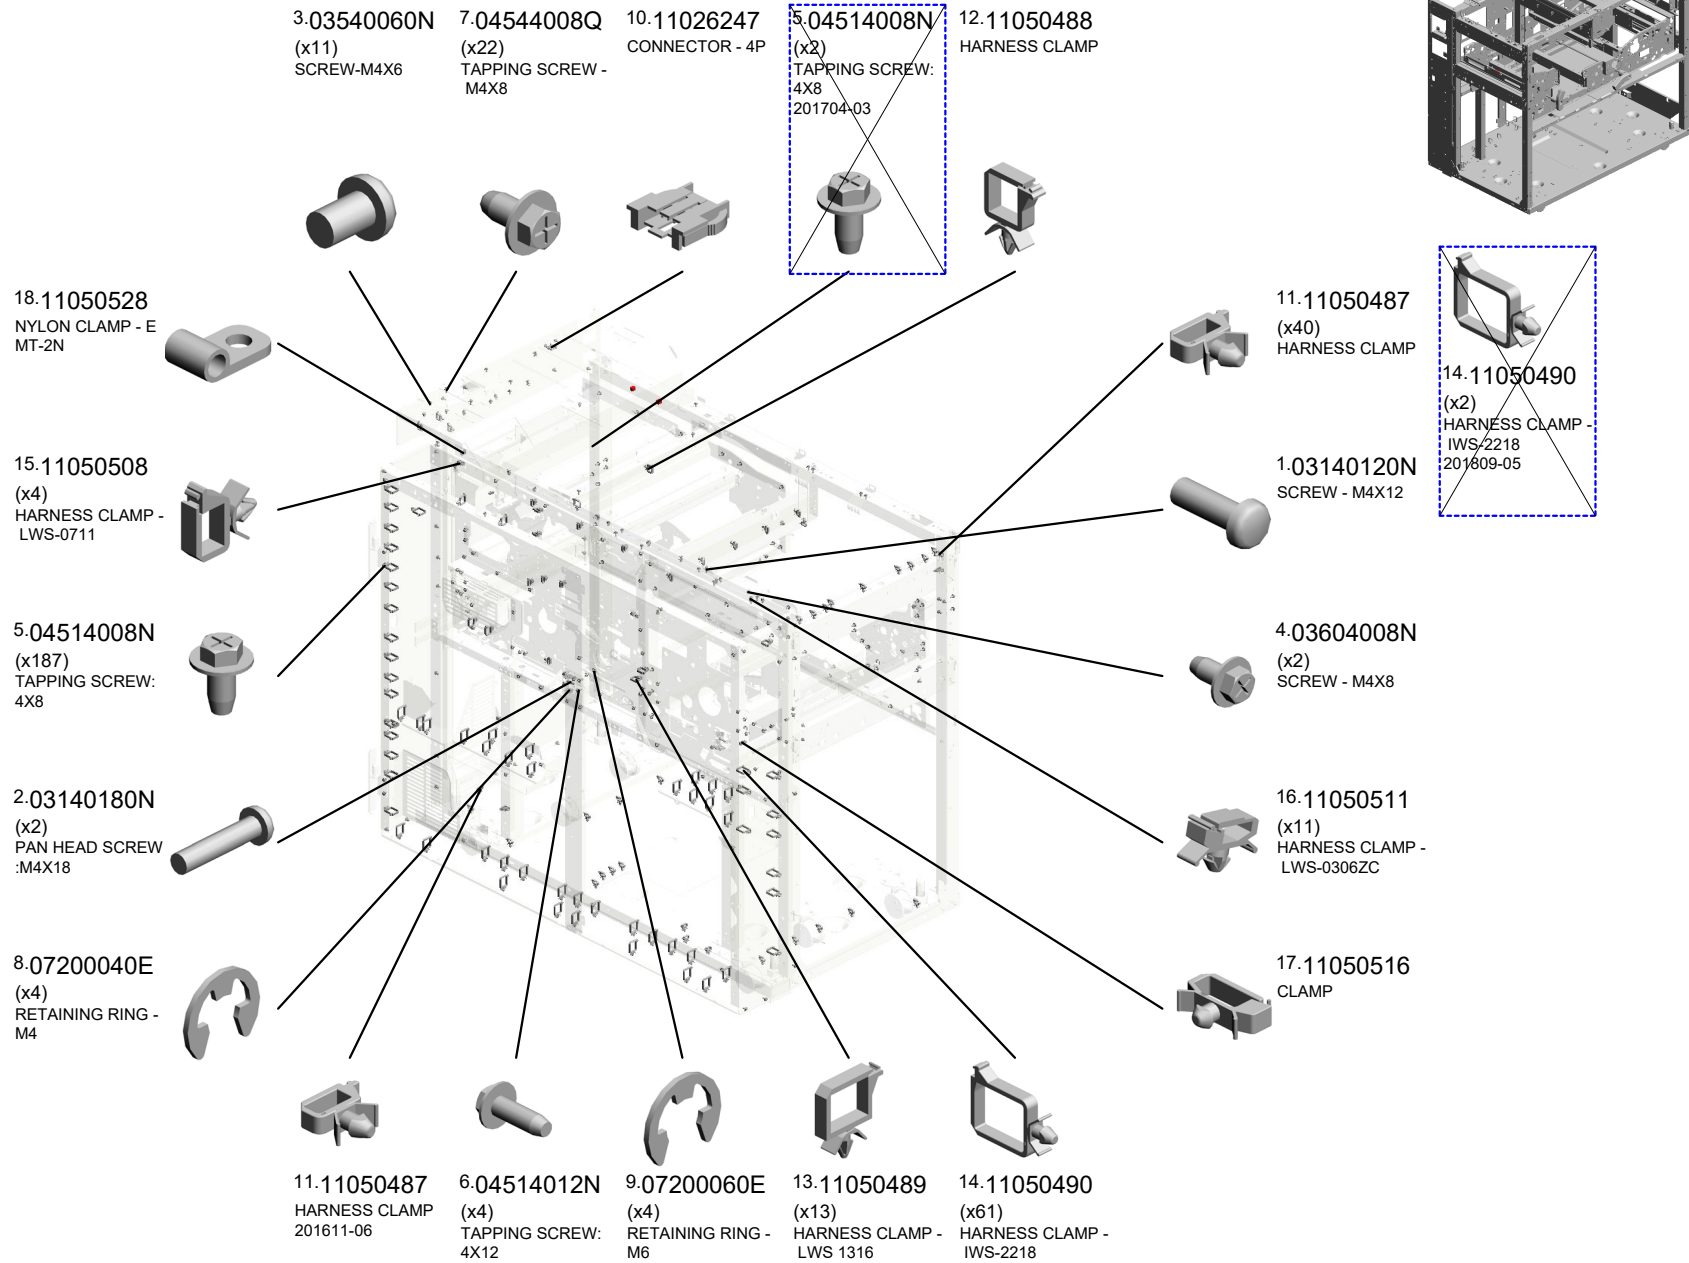 3.03540060N
(x11)
SCREW-M4X6
7.04544008Q
(x22)
TAPPING SCREW -
M4X8
10.11026247
CONNECTOR - 4P
5.04514008N
(x2)
TAPPING SCREW:
4X8
201704-03
12.11050488
HARNESS CLAMP
18.11050528
NYLON CLAMP - E
MT-2N
11.11050487
(x40)
HARNESS CLAMP
14.11050490
(x2)
HARNESS CLAMP -
IWS-2218
201809-05
15.11050508
(x4)
HARNESS CLAMP -
LWS-0711
1.03140120N
SCREW - M4X12
5.04514008N
(x187)
TAPPING SCREW:
4X8
4.03604008N
(x2)
SCREW - M4X8
2.03140180N
(x2)
PAN HEAD SCREW
:M4X18
16.11050511
(x11)
HARNESS CLAMP -
LWS-0306ZC
8.07200040E
(x4)
RETAINING RING -
M4
17.11050516
CLAMP
11.11050487
HARNESS CLAMP
201611-06
6.04514012N
(x4)
TAPPING SCREW:
4X12
9.07200060E
(x4)
RETAINING RING -
M6
13.11050489
(x13)
HARNESS CLAMP -
LWS 1316
14.11050490
(x61)
HARNESS CLAMP -
IWS-2218